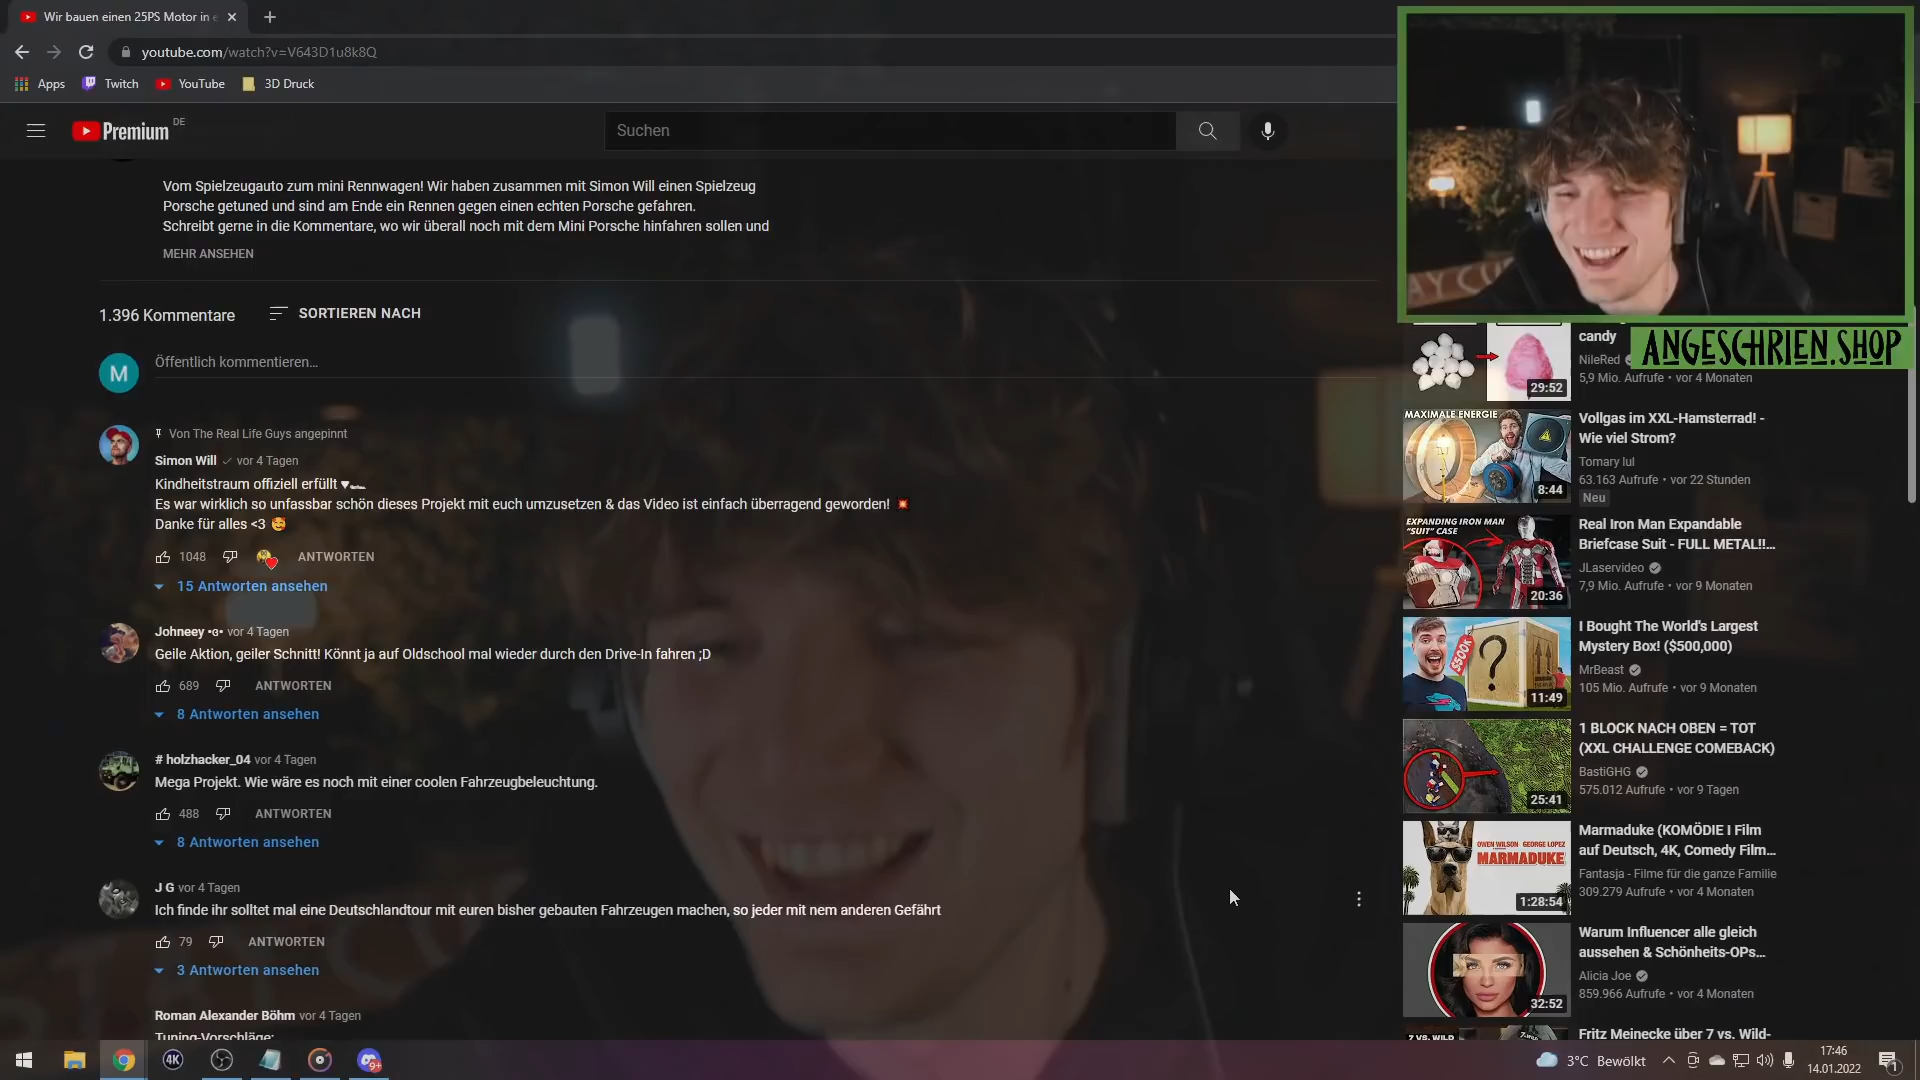 Wir bauen einen 25PS Motor in e
youtube.com/watch?v=V643D1u8k8Q
Apps
Twitch
YouTube
3D Druck
Premium DE
Suchen
Vom Spielzeugauto zum mini Rennwagen! Wir haben zusammen mit Simon Will einen Spielzeug
Porsche getuned und sind am Ende ein Rennen gegen einen echten Porsche gefahren.
Schreibt gerne in die Kommentare, wo wir überall noch mit dem Mini Porsche hinfahren sollen und
MEHR ANSEHEN
1.396 Kommentare
SORTIEREN NACH
M
Öffentlich kommentieren...
Von The Real Life Guys angepinnt
Simon Will vor 4 Tagen
Kindheitstraum offiziell erfüllt ♥
Es war wirklich so unfassbar schön dieses Projekt mit euch umzusetzen & das Video ist einfach überragend geworden! 💥
Danke für alles <3 🥰
1048
ANTWORTEN
15 Antworten ansehen
Johneey vor 4 Tagen
Geile Aktion, geiler Schnitt! Könnt ja auf Oldschool mal wieder durch den Drive-In fahren ;D
689
ANTWORTEN
8 Antworten ansehen
# holzhacker_04 vor 4 Tagen
Mega Projekt. Wie wäre es noch mit einer coolen Fahrzeugbeleuchtung.
488
ANTWORTEN
8 Antworten ansehen
J G vor 4 Tagen
Ich finde ihr solltet mal eine Deutschlandtour mit euren bisher gebauten Fahrzeugen machen, so jeder mit nem anderen Gefährt
79
ANTWORTEN
3 Antworten ansehen
Roman Alexander Böhm vor 4 Tagen
Tuning-Vorschläge:
ANGESCHRIEN.SHOP
candy
NileRed
5,9 Mio. Aufrufe • vor 4 Monaten
29:52
MAXIMALE ENERGIE
8:44
Vollgas im XXL-Hamsterrad! -
Wie viel Strom?
Tomary lul
63.163 Aufrufe • vor 22 Stunden
Neu
EXPANDING IRON MAN
"SUIT" CASE
20:36
Real Iron Man Expandable
Briefcase Suit - FULL METAL!!...
JLaservideo
7,9 Mio. Aufrufe • vor 9 Monaten
$500K
?
11:49
I Bought The World's Largest
Mystery Box! ($500,000)
MrBeast
105 Mio. Aufrufe • vor 9 Monaten
25:41
1 BLOCK NACH OBEN = TOT
(XXL CHALLENGE COMEBACK)
BastiGHG
575.012 Aufrufe • vor 9 Tagen
OWEN WILSON GEORGE LOPEZ
MARMADUKE
1:28:54
Marmaduke (KOMÖDIE I Film
auf Deutsch, 4K, Comedy Film...
Fantasja - Filme für die ganze Familie
309.279 Aufrufe • vor 4 Monaten
32:52
Warum Influencer alle gleich
aussehen & Schönheits-OPs...
Alicia Joe
859.966 Aufrufe • vor 4 Monaten
7 VS. WILD
Fritz Meinecke über 7 vs. Wild-
4K
9+
3°C Bewölkt
17:46
14.01.2022
1